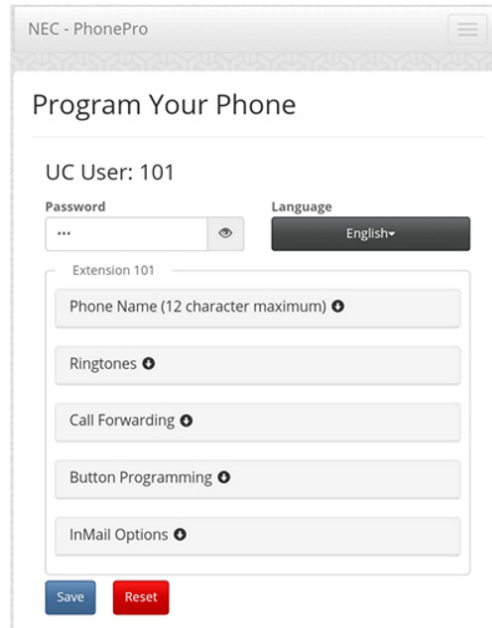 NEC - PhonePro
Program Your Phone
UC User: 101
Password
Language
•••
English
Extension 101
Phone Name (12 character maximum)
Ringtones
Call Forwarding
Button Programming
InMail Options
Save
Reset